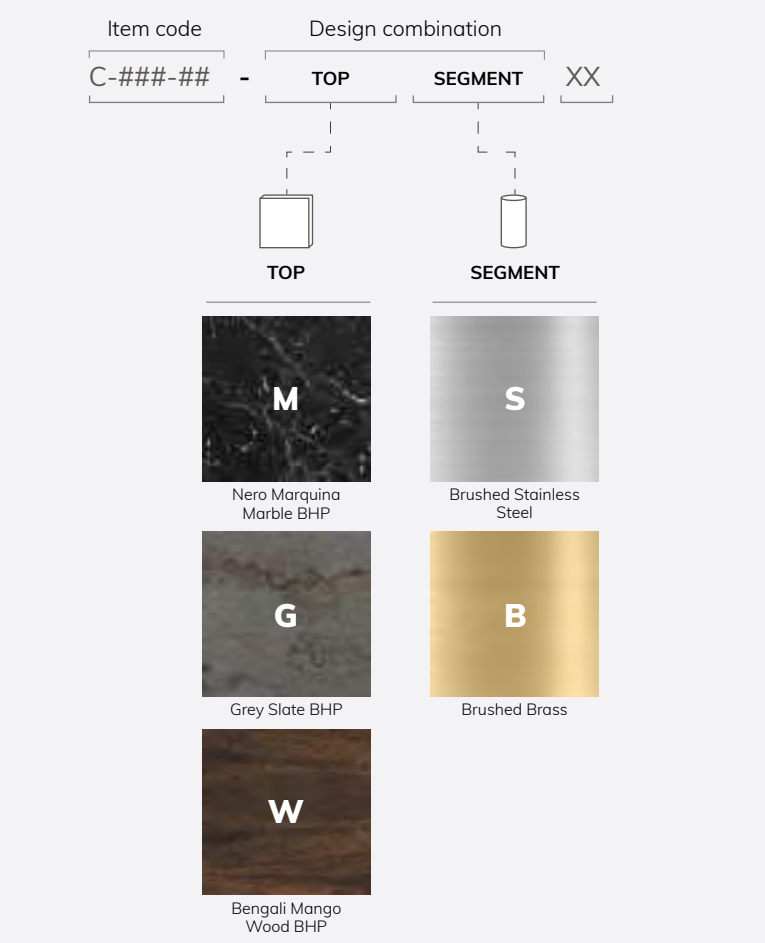 Item code Design combination
C-###-## - TOP SEGMENT XX
TOP SEGMENT
M S
Nero Marquina
Marble BHP
Brushed Stainless
Steel
G B
Grey Slate BHP Brushed Brass
W
Bengali Mango
Wood BHP